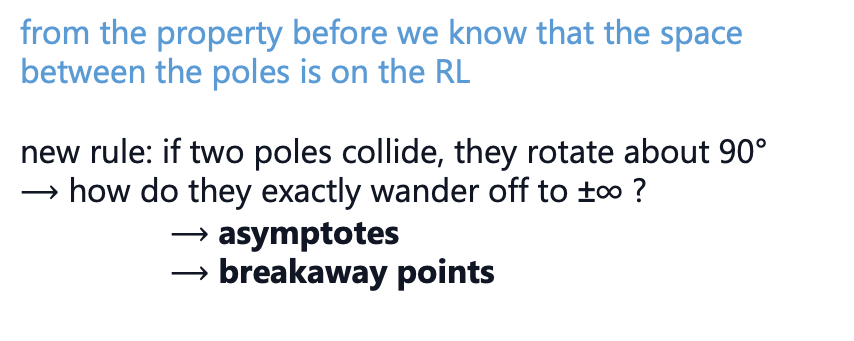 from the property before we know that the space
between the poles is on the RL
new rule: if two poles collide, they rotate about 90°
⟶ how do they exactly wander off to ±∞ ?
⟶ asymptotes
⟶ breakaway points